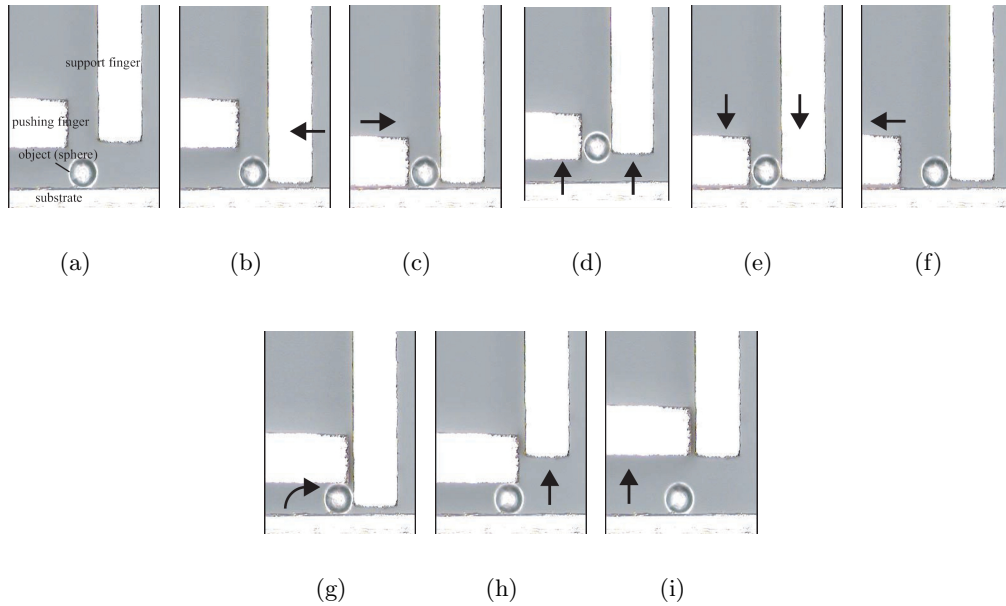 support finger
pushing finger
object (sphere)
substrate
(a) (b) (c) (d) (e) (f)
(g) (h) (i)